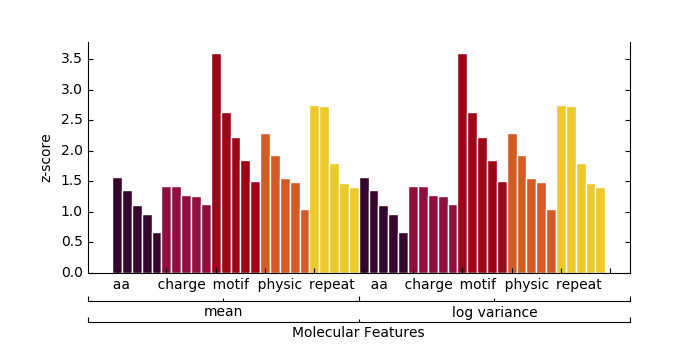 3.5
3.0
2.5
2.0
1.5
1.0
0.5
0.0
z-score
aa charge motif physic repeat aa charge motif physic repeat
mean log variance
Molecular Features